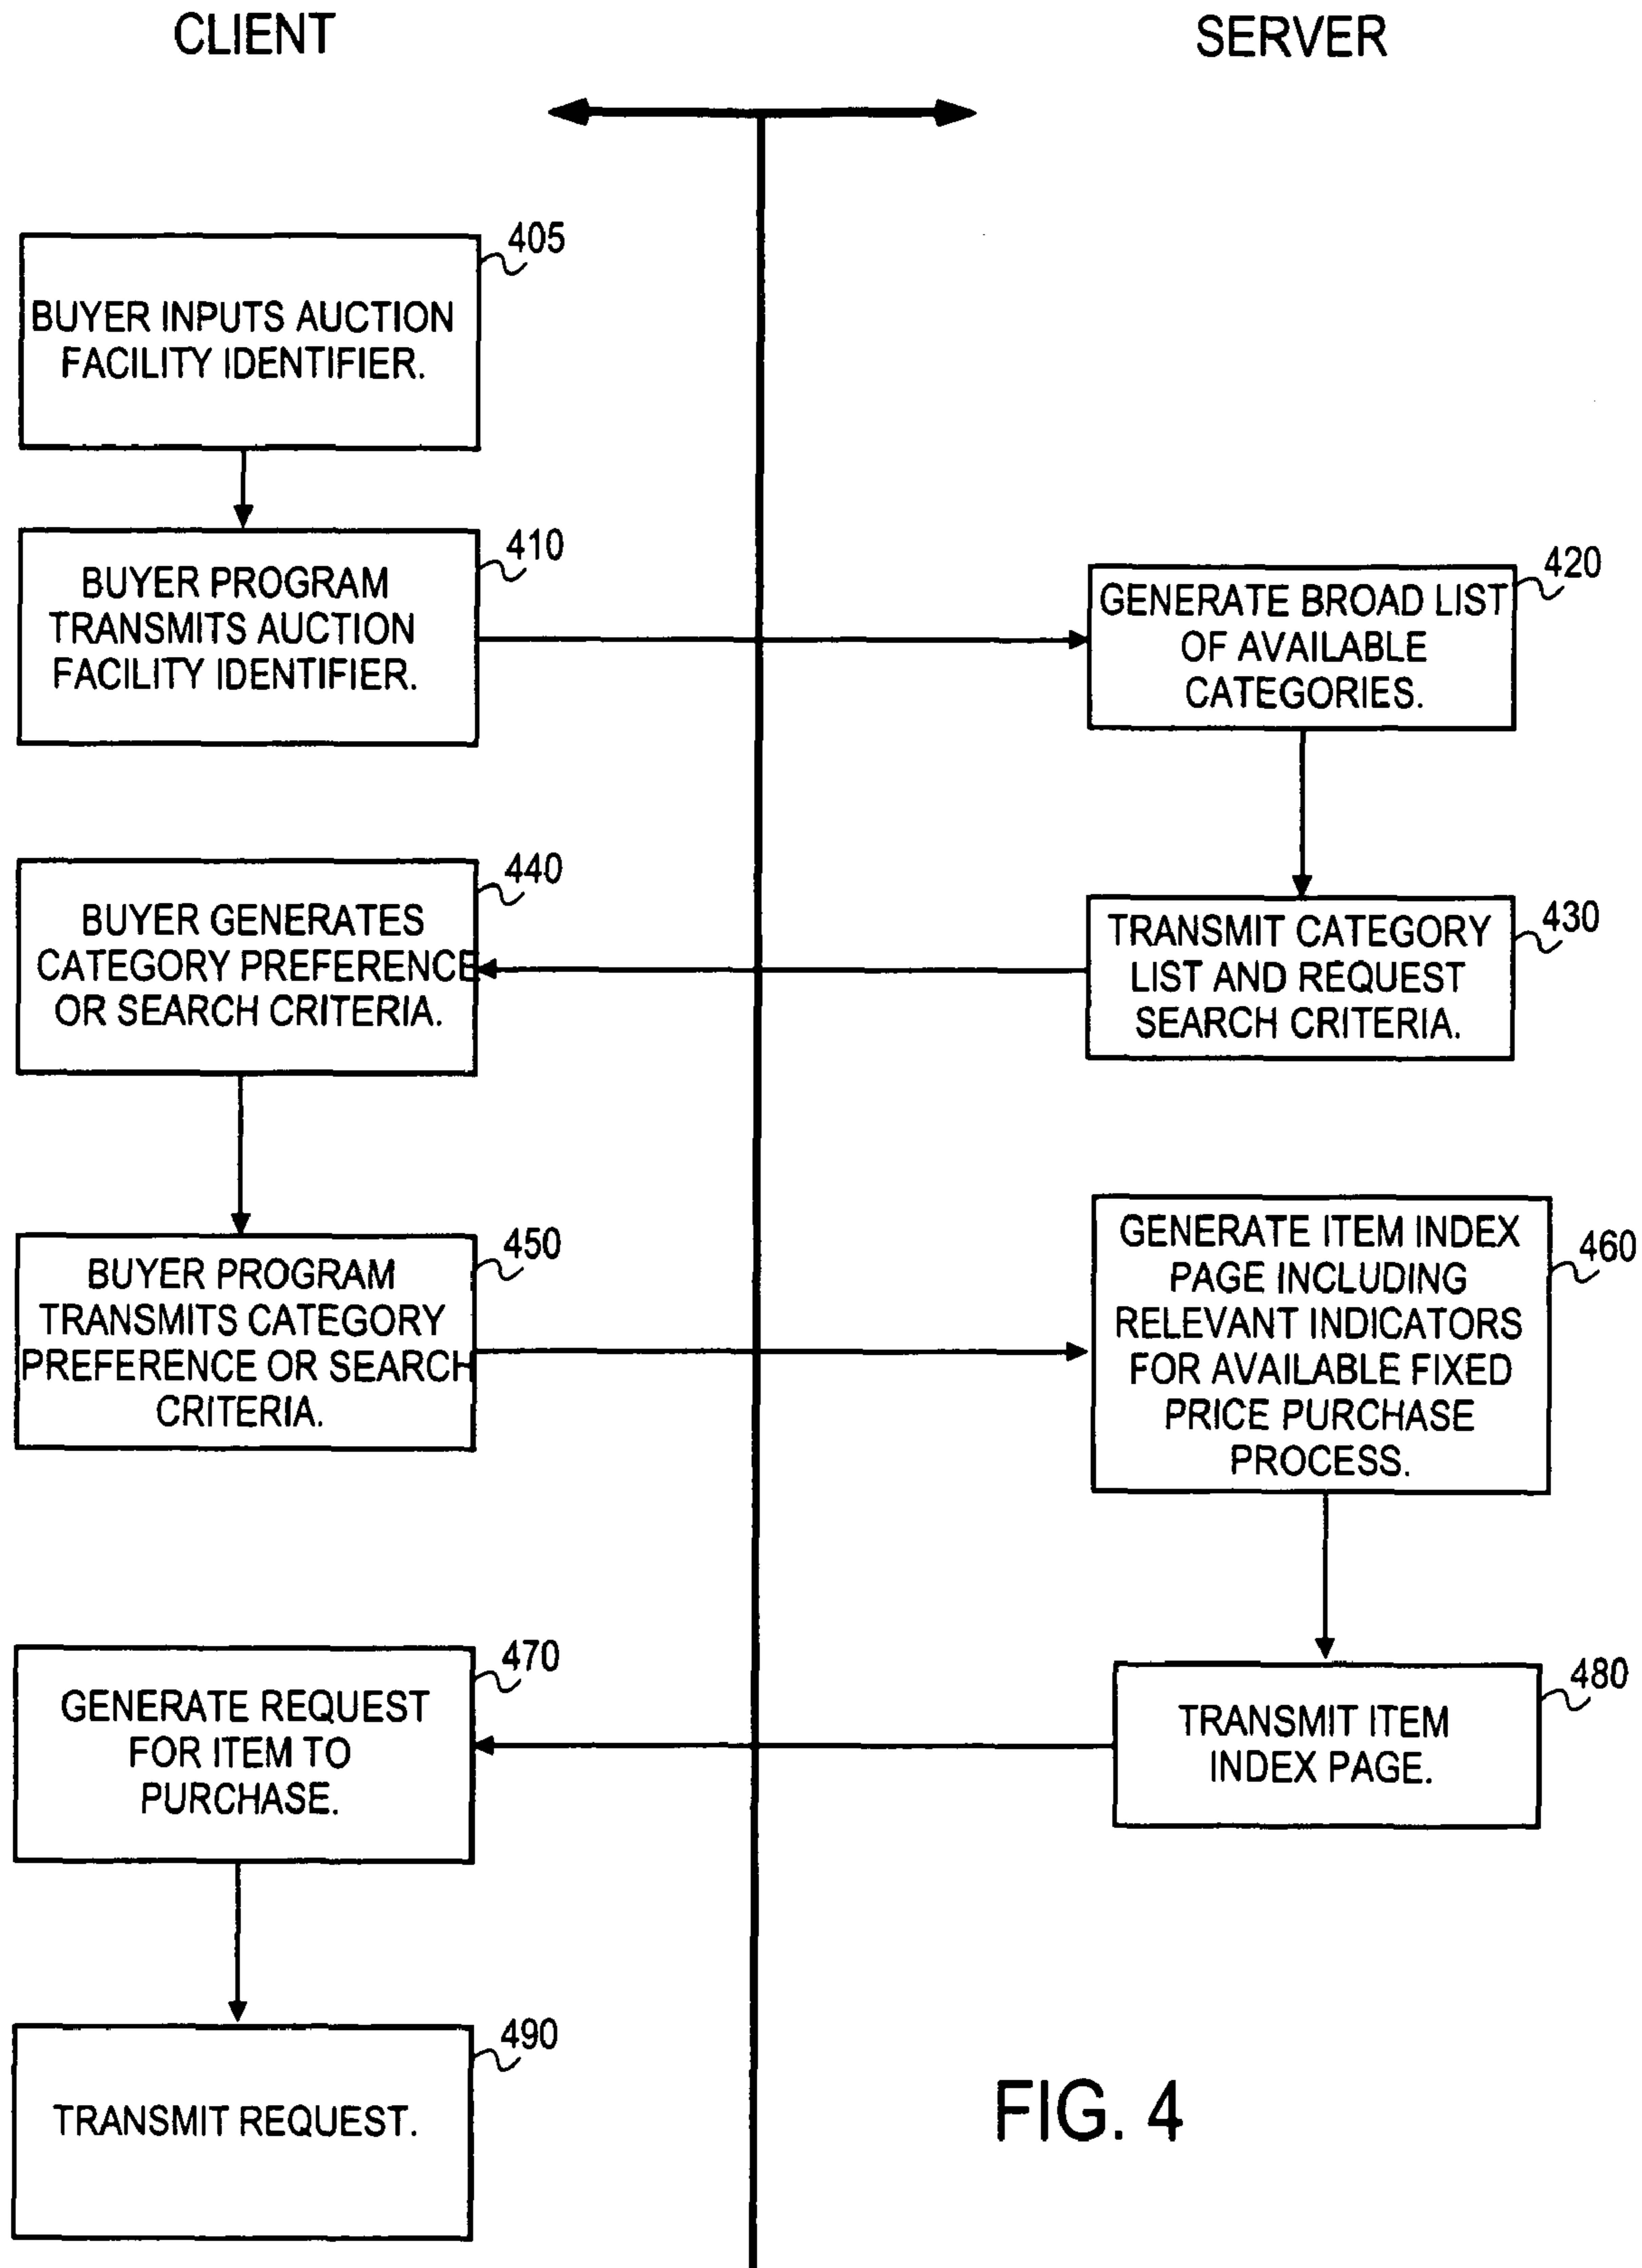 CLIENT
SERVER
405
BUYER INPUTS AUCTION
FACILITY IDENTIFIER.
410
BUYER PROGRAM
TRANSMITS AUCTION
FACILITY IDENTIFIER.
420
GENERATE BROAD LIST
OF AVAILABLE
CATEGORIES.
430
TRANSMIT CATEGORY
LIST AND REQUEST
SEARCH CRITERIA.
440
BUYER GENERATES
CATEGORY PREFERENCE
OR SEARCH CRITERIA.
450
BUYER PROGRAM
TRANSMITS CATEGORY
PREFERENCE OR SEARCH
CRITERIA.
460
GENERATE ITEM INDEX
PAGE INCLUDING
RELEVANT INDICATORS
FOR AVAILABLE FIXED
PRICE PURCHASE
PROCESS.
480
TRANSMIT ITEM
INDEX PAGE.
470
GENERATE REQUEST
FOR ITEM TO
PURCHASE.
490
TRANSMIT REQUEST.
FIG. 4